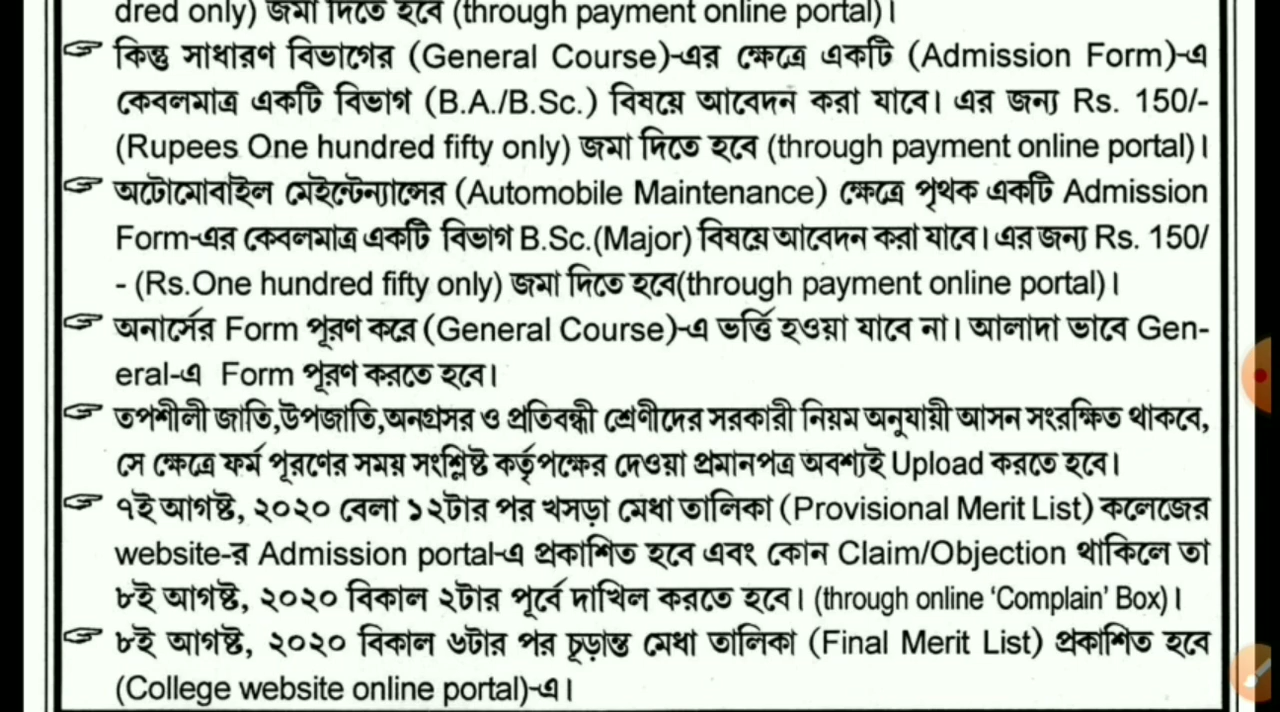 dred only) জমা দিতে হবে (through payment online portal)।
কিন্তু সাধারণ বিভাগের (General Course)-এর ক্ষেত্রে একটি (Admission Form)-এ
কেবলমাত্র একটি বিভাগ (B.A./B.Sc.) বিষয়ে আবেদন করা যাবে। এর জন্য Rs. 150/-
(Rupees One hundred fifty only) জমা দিতে হবে (through payment online portal)।
অটোমোবাইল মেইন্টেন্যান্সের (Automobile Maintenance) ক্ষেত্রে পৃথক একটি Admission
Form-এর কেবলমাত্র একটি বিভাগ B.Sc.(Major) বিষয়ে আবেদন করা যাবে। এর জন্য Rs. 150/
- (Rs.One hundred fifty only) জমা দিতে হবে(through payment online portal)।
অনার্সের Form পূরণ করে (General Course)-এ ভর্ত্তি হওয়া যাবে না। আলাদা ভাবে Gen-
eral-এ Form পূরণ করতে হবে।
তপশীলী জাতি,উপজাতি,অনগ্রসর ও প্রতিবন্ধী শ্রেণীদের সরকারী নিয়ম অনুযায়ী আসন সংরক্ষিত থাকবে,
সে ক্ষেত্রে ফর্ম পূরণের সময় সংশ্লিষ্ট কর্তৃপক্ষের দেওয়া প্রমানপত্র অবশ্যই Upload করতে হবে।
৭ই আগষ্ট, ২০২০ বেলা ১২টার পর খসড়া মেধা তালিকা (Provisional Merit List) কলেজের
website-র Admission portal-এ প্রকাশিত হবে এবং কোন Claim/Objection থাকিলে তা
৮ই আগষ্ট, ২০২০ বিকাল ২টার পূর্বে দাখিল করতে হবে। (through online ‘Complain’ Box)।
৮ই আগষ্ট, ২০২০ বিকাল ৬টার পর চূড়ান্ত মেধা তালিকা (Final Merit List) প্রকাশিত হবে
(College website online portal)-এ।